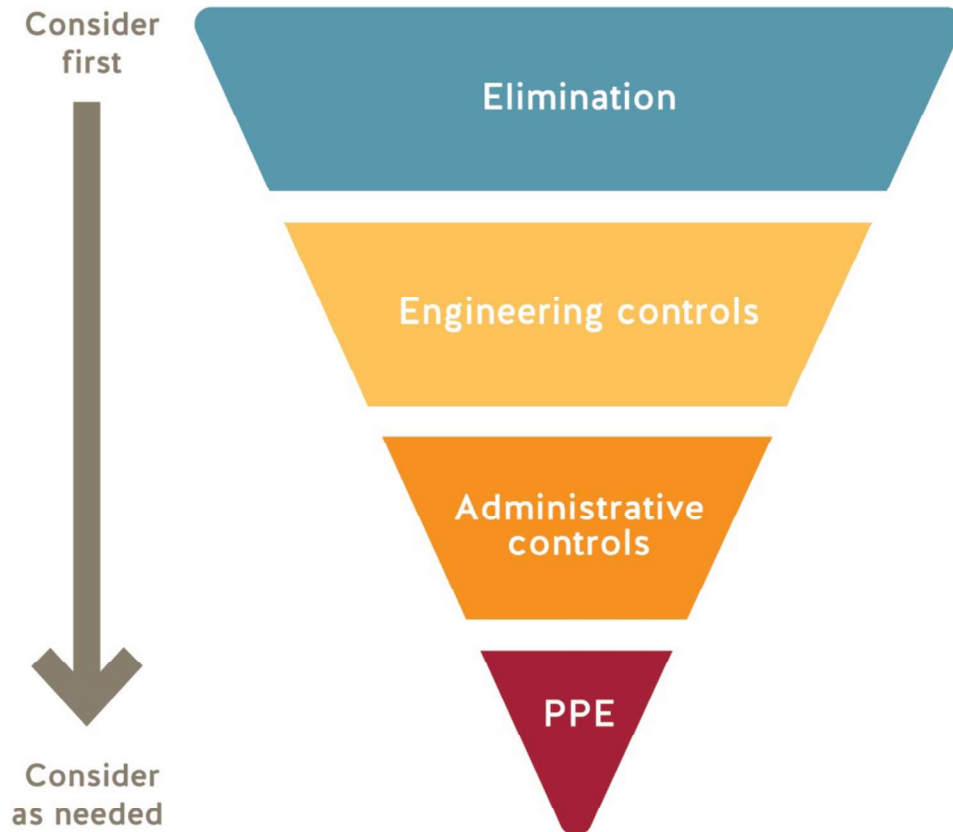 Consider
first
Elimination
Engineering controls
Administrative
controls
PPE
Consider
as needed